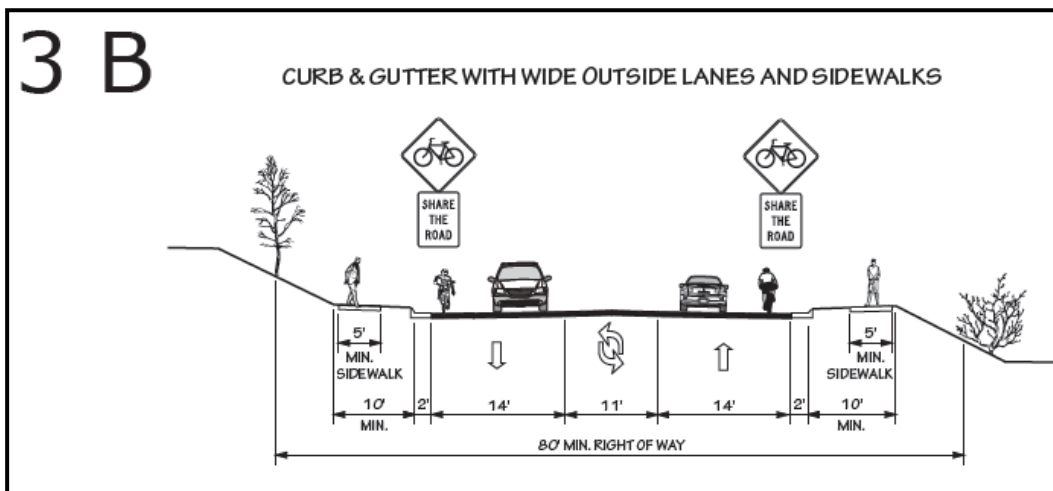 3 B
CURB & GUTTER WITH WIDE OUTSIDE LANES AND SIDEWALKS
SHARE
THE
ROAD
SHARE
THE
ROAD
5'
MIN.
SIDEWALK
5'
MIN.
SIDEWALK
10' 2' 14' 11' 14' 2' 10'
MIN. MIN.
80' MIN. RIGHT OF WAY